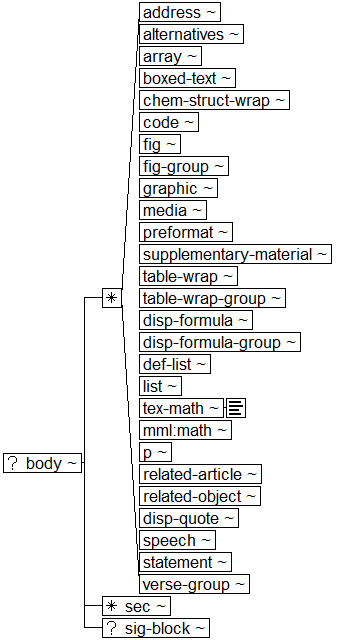 address ~
alternatives ~
array ~
boxed-text ~
chem-struct-wrap ~
code ~
fig ~
fig-group ~
graphic ~
media ~
preformat ~
supplementary-material ~
table-wrap ~
table-wrap-group ~
disp-formula ~
disp-formula-group ~
def-list ~
list ~
tex-math ~
mml:math ~
p ~
? body ~
related-article ~
related-object ~
disp-quote ~
speech ~
statement ~
verse-group ~
* sec ~
? sig-block ~